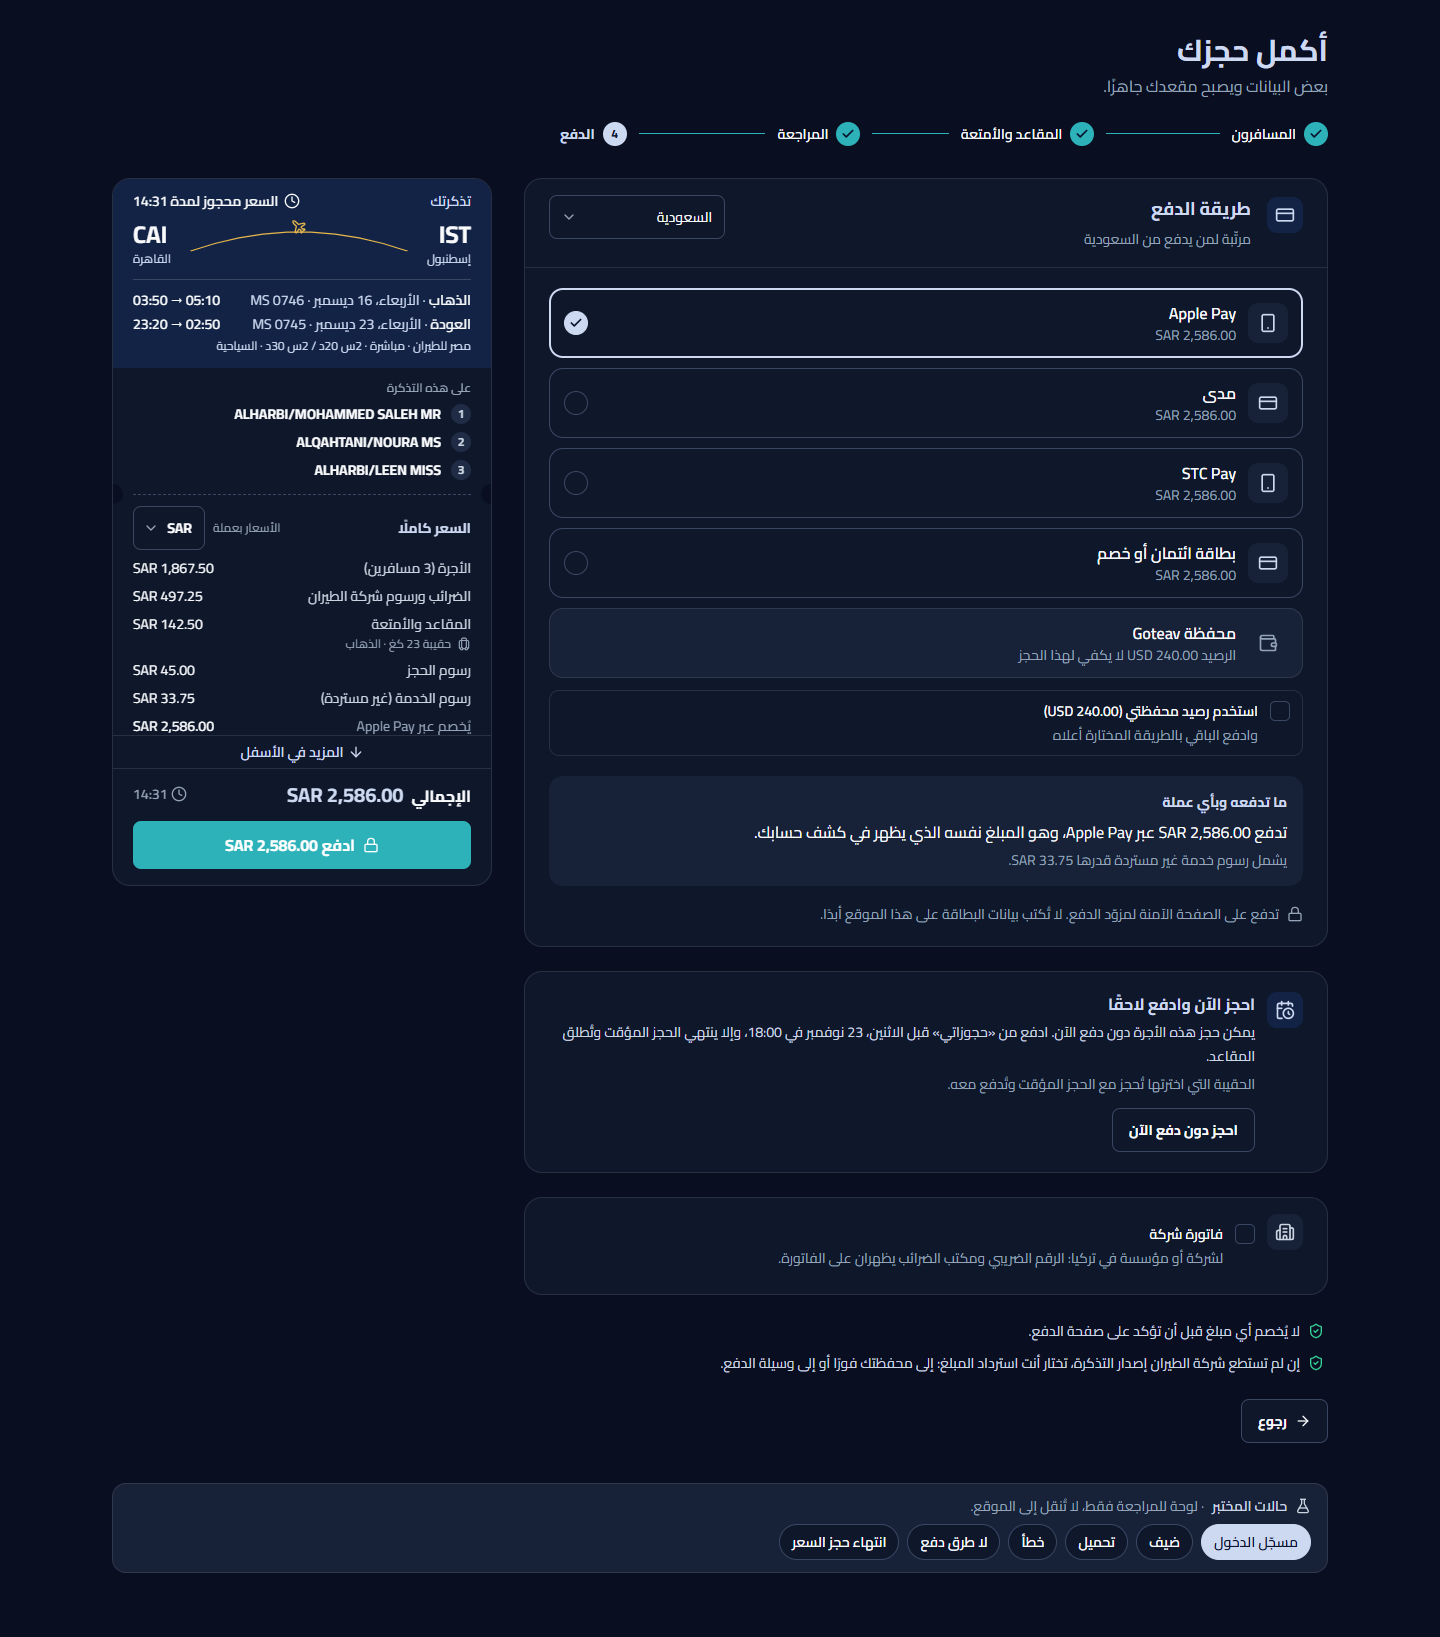 أكمل حجزك
بعض البيانات ويصبح مقعدك جاهزًا.
المسافرون
المقاعد والأمتعة
المراجعة
4 الدفع
طريقة الدفع
مرتّبة لمن يدفع من السعودية
السعودية
Apple Pay
SAR 2,586.00
مدى
SAR 2,586.00
STC Pay
SAR 2,586.00
بطاقة ائتمان أو خصم
SAR 2,586.00
محفظة Goteav
الرصيد USD 240.00 لا يكفي لهذا الحجز
استخدم رصيد محفظتي (USD 240.00)
وادفع الباقي بالطريقة المختارة أعلاه
ما تدفعه وبأي عملة
تدفع SAR 2,586.00 عبر Apple Pay، وهو المبلغ نفسه الذي يظهر في كشف حسابك.
يشمل رسوم خدمة غير مستردة قدرها SAR 33.75.
تدفع على الصفحة الآمنة لمزوّد الدفع. لا تُكتب بيانات البطاقة على هذا الموقع أبدًا.
احجز الآن وادفع لاحقًا
يمكن حجز هذه الأجرة دون دفع الآن. ادفع من «حجوزاتي» قبل الاثنين، 23 نوفمبر في 18:00، وإلا ينتهي الحجز المؤقت وتُطلق
المقاعد.
الحقيبة التي اخترتها تُحجز مع الحجز المؤقت وتُدفع معه.
احجز دون دفع الآن
فاتورة شركة
لشركة أو مؤسسة في تركيا: الرقم الضريبي ومكتب الضرائب يظهران على الفاتورة.
لا يُخصم أي مبلغ قبل أن تؤكد على صفحة الدفع.
إن لم تستطع شركة الطيران إصدار التذكرة، تختار أنت استرداد المبلغ: إلى محفظتك فورًا أو إلى وسيلة الدفع.
رجوع
تذكرتك
السعر محجوز لمدة 14:31
IST
CAI
إسطنبول
القاهرة
الذهاب · الأربعاء، 16 ديسمبر · MS 0746
03:50 → 05:10
العودة · الأربعاء، 23 ديسمبر · MS 0745
23:20 → 02:50
مصر للطيران · مباشرة · 2س 20د / 2س 30د · السياحية
على هذه التذكرة
1 ALHARBI/MOHAMMED SALEH MR
2 ALQAHTANI/NOURA MS
3 ALHARBI/LEEN MISS
السعر كاملًا
الأسعار بعملة
SAR
الأجرة (3 مسافرين) SAR 1,867.50
الضرائب ورسوم شركة الطيران SAR 497.25
المقاعد والأمتعة SAR 142.50
حقيبة 23 كغ · الذهاب
رسوم الحجز SAR 45.00
رسوم الخدمة (غير مستردة) SAR 33.75
يُخصم عبر Apple Pay SAR 2,586.00
المزيد في الأسفل
الإجمالي SAR 2,586.00
14:31
ادفع SAR 2,586.00
حالات المختبر · لوحة للمراجعة فقط، لا تُنقل إلى الموقع.
مسجّل الدخول
ضيف
تحميل
خطأ
لا طرق دفع
انتهاء حجز السعر